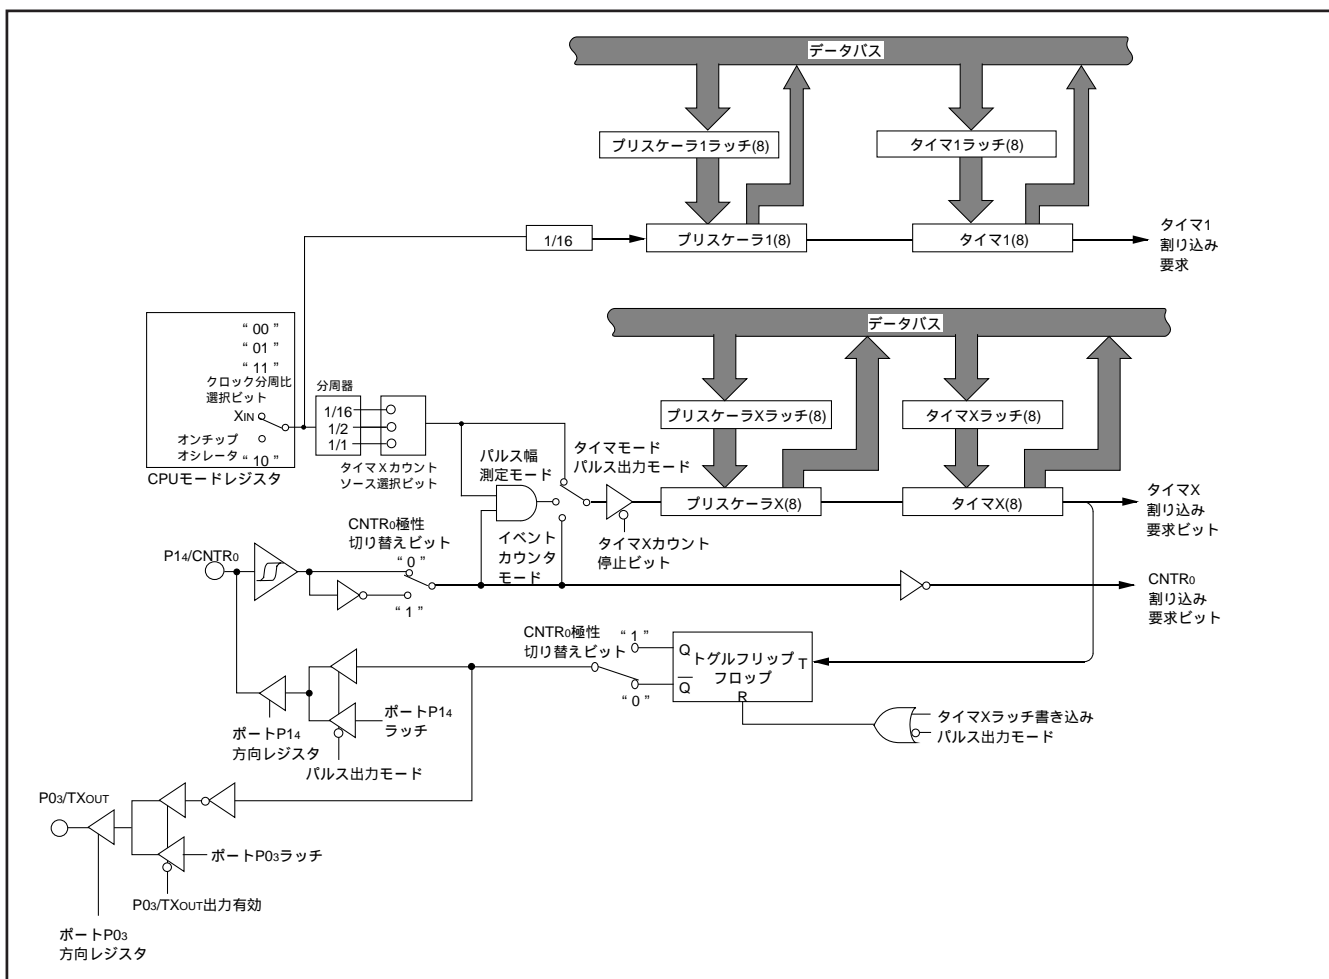 データバス
プリスケーラ1ラッチ(8)
タイマ1ラッチ(8)
1/16
プリスケーラ1(8)
タイマ1(8)
タイマ1
割り込み
要求
データバス
“ 00 ”
“ 01 ”
“ 11 ”
クロック分周比
選択ビット
XIN
オンチップ
オシレータ
“ 10 ”
CPUモードレジスタ
分周器
1/16
1/2
1/1
タイマXカウント
ソース選択ビット
プリスケーラXラッチ(8)
タイマXラッチ(8)
タイマモード
パルス出力モード
パルス幅
測定モード
プリスケーラX(8)
タイマX(8)
タイマX
割り込み
要求ビット
タイマXカウント
停止ビット
イベント
カウンタ
モード
CNTR0極性
切り替えビット
“ 0 ”
“ 1 ”
P14/CNTR0
CNTR0
割り込み
要求ビット
CNTR0極性
切り替えビット
“ 1 ”
“ 0 ”
Q
Q
トグルフリップ
フロップ
T
R
タイマXラッチ書き込み
パルス出力モード
ポートP14
ラッチ
ポートP14
方向レジスタ
パルス出力モード
P03/TXOUT
ポートP03ラッチ
P03/TXOUT出力有効
ポートP03
方向レジスタ